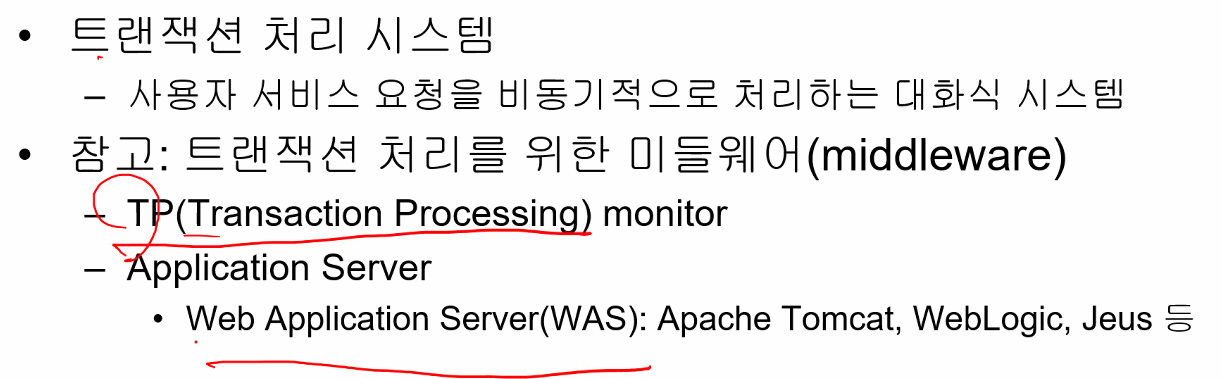 • 트랜잭션 처리 시스템
– 사용자 서비스 요청을 비동기적으로 처리하는 대화식 시스템
• 참고: 트랜잭션 처리를 위한 미들웨어(middleware)
– TP(Transaction Processing) monitor
– Application Server
• Web Application Server(WAS): Apache Tomcat, WebLogic, Jeus 등